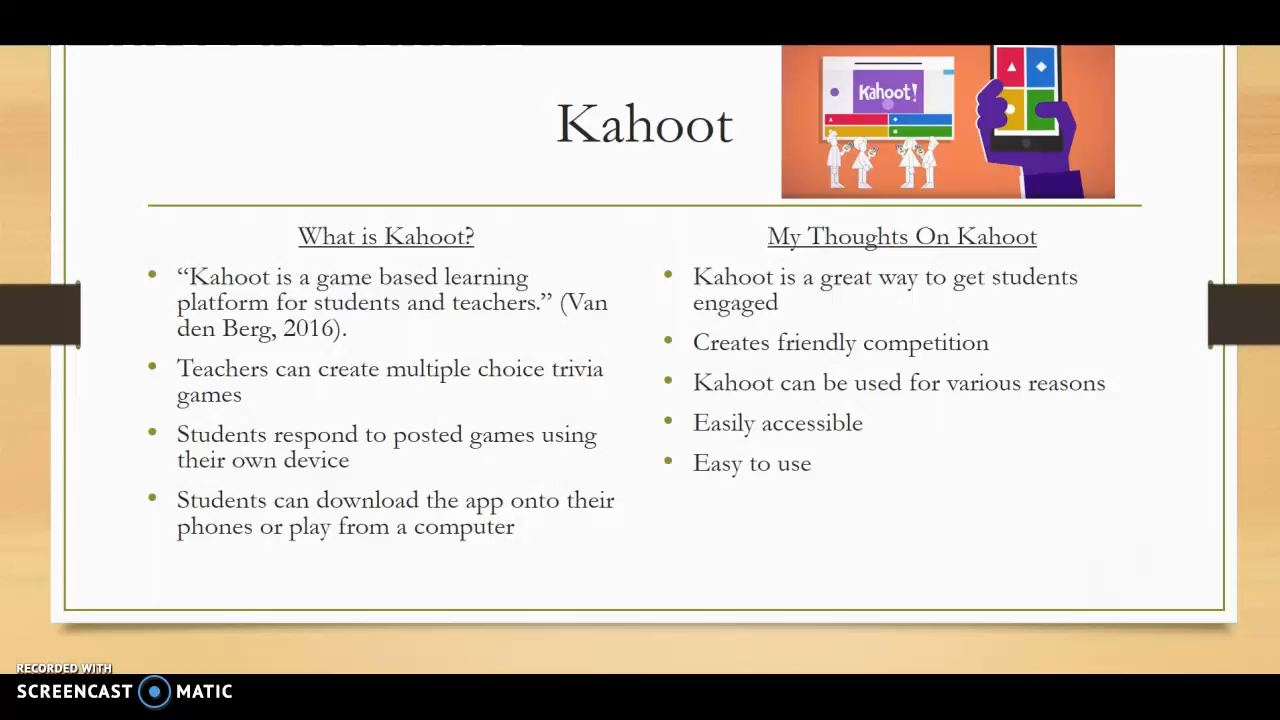 Kahoot!
Kahoot
What is Kahoot?
• “Kahoot is a game based learning
platform for students and teachers.” (Van
den Berg, 2016).
• Teachers can create multiple choice trivia
games
• Students respond to posted games using
their own device
• Students can download the app onto their
phones or play from a computer
My Thoughts On Kahoot
• Kahoot is a great way to get students
engaged
• Creates friendly competition
• Kahoot can be used for various reasons
• Easily accessible
• Easy to use
RECORDED WITH
SCREENCAST MATIC